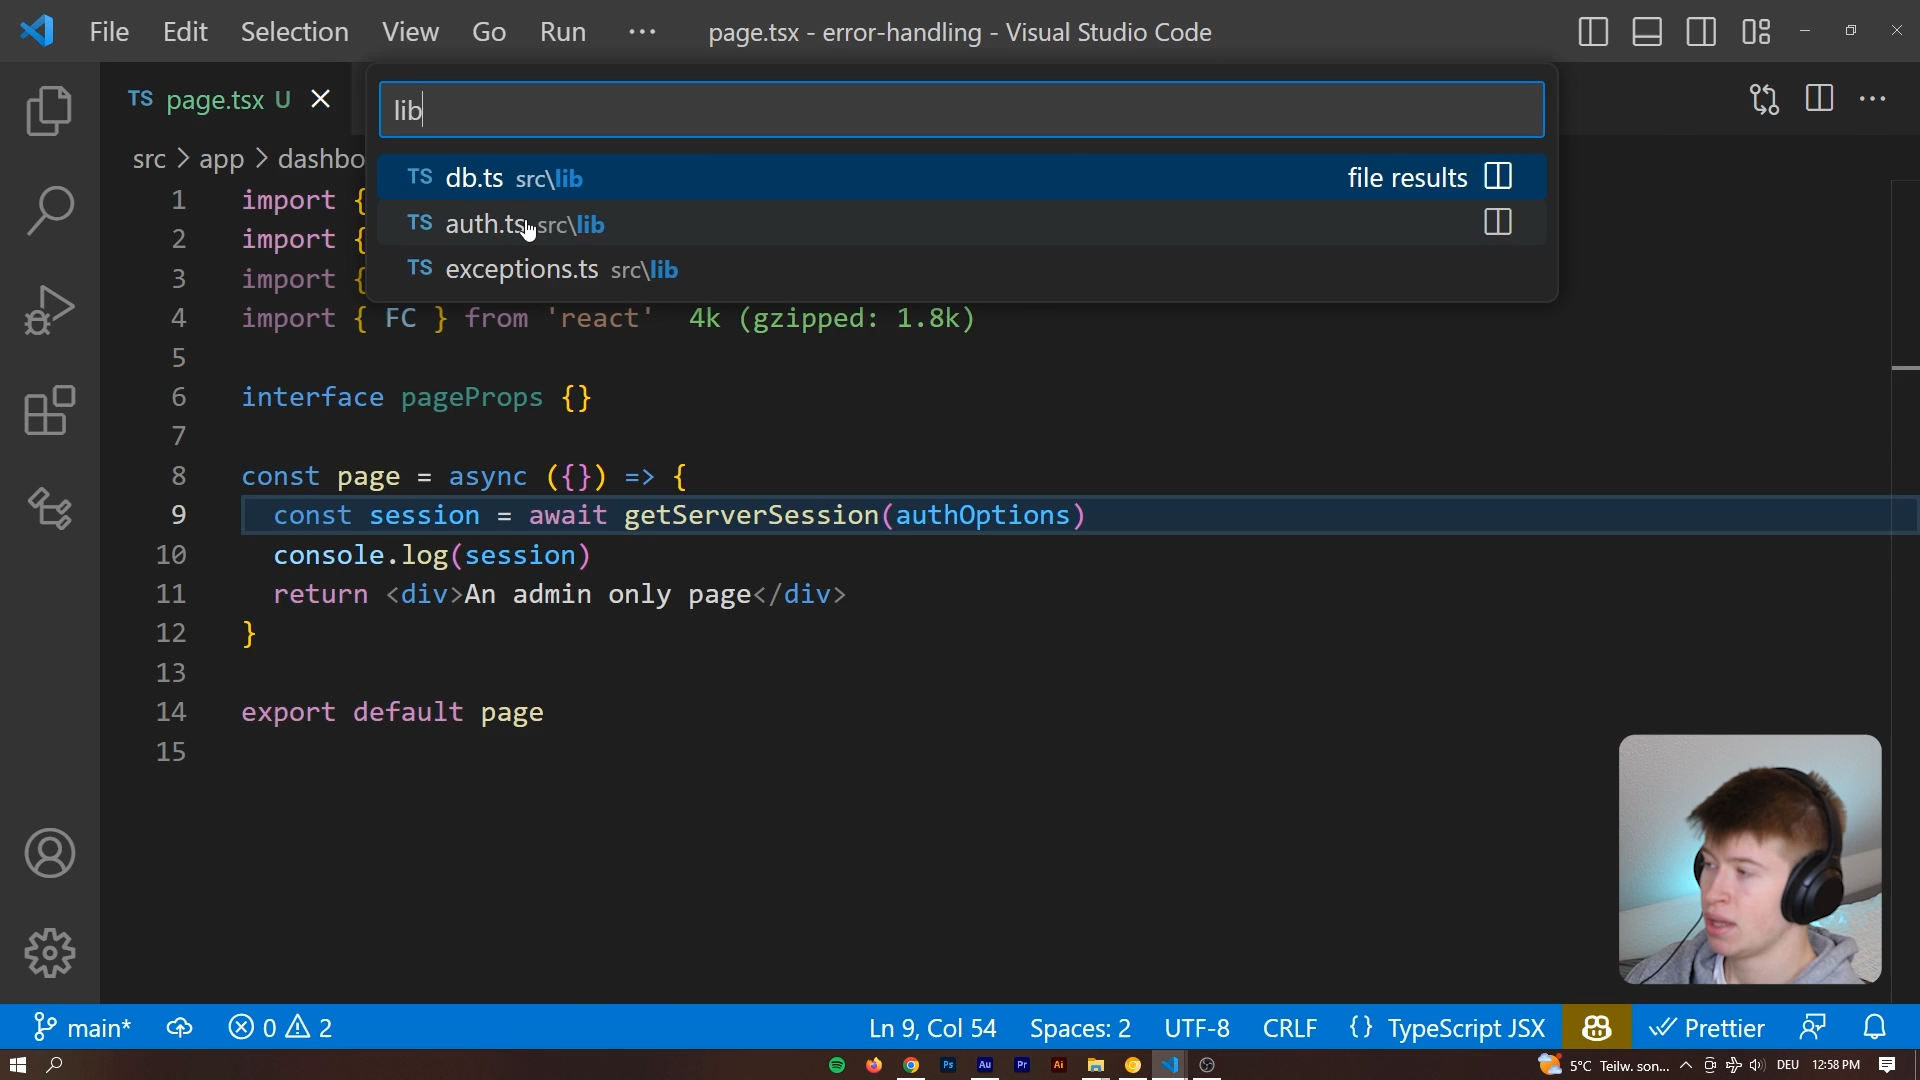 File Edit Selection View Go Run ··· page.tsx - error-handling - Visual Studio Code
TS page.tsx U
lib
src > app > dashbo
TS db.ts src\lib file results
TS auth.ts src\lib
TS exceptions.ts src\lib
1 import {
2 import {
3 import {
4 import { FC } from 'react' 4k (gzipped: 1.8k)
5
6 interface pageProps {}
7
8 const page = async ({}) => {
9 const session = await getServerSession(authOptions)
10 console.log(session)
11 return <div>An admin only page</div>
12 }
13
14 export default page
15
main* 0 2 Ln 9, Col 54 Spaces: 2 UTF-8 CRLF {} TypeScript JSX Prettier
Ps Au Pr Ai 5°C Teilw. son... DEU 12:58 PM